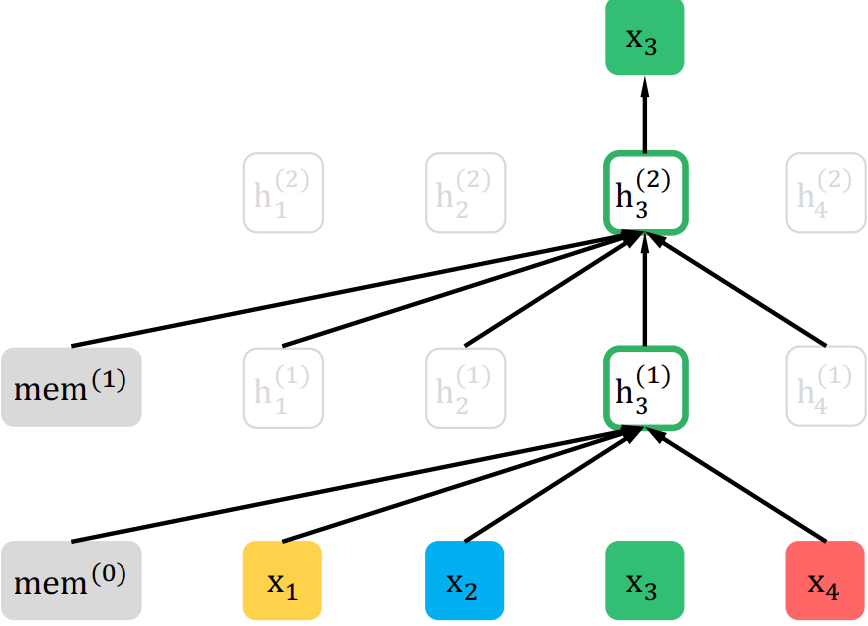 x₃
h₁⁽²⁾ h₂⁽²⁾ h₃⁽²⁾ h₄⁽²⁾
mem⁽¹⁾ h₁⁽¹⁾ h₂⁽¹⁾ h₃⁽¹⁾ h₄⁽¹⁾
mem⁽⁰⁾ x₁ x₂ x₃ x₄